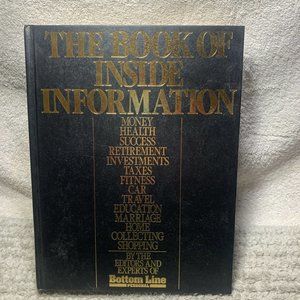 THE BOOK OF
INSIDE
INFORMATION
MONEY
HEALTH
SUCCESS
RETIREMENT
INVESTMENTS
TAXES
FITNESS
CAR
TRAVEL
EDUCATION
MARRIAGE
HOME
COLLECTING
SHOPPING
BY THE
EDITORS AND
EXPERTS OF
Bottom Line
PERSONAL